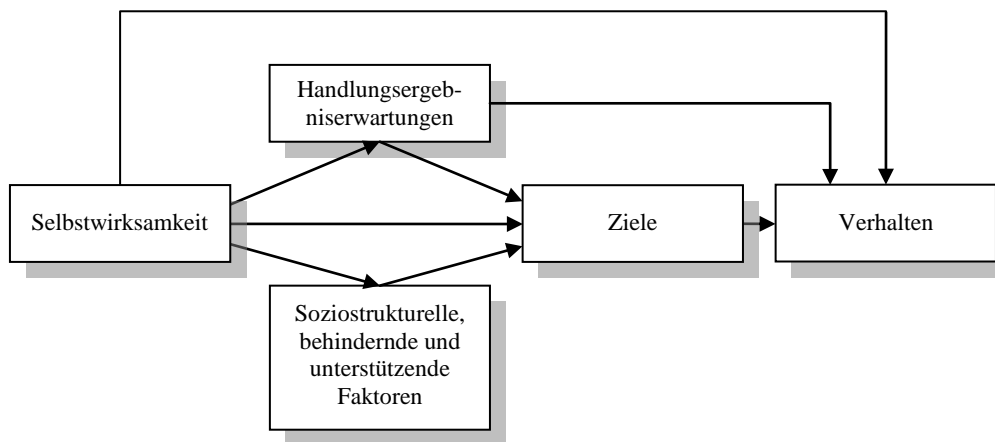 Handlungsergeb-
niserwartungen
Selbstwirksamkeit
Ziele
Verhalten
Soziostrukturelle,
behindernde und
unterstützende
Faktoren